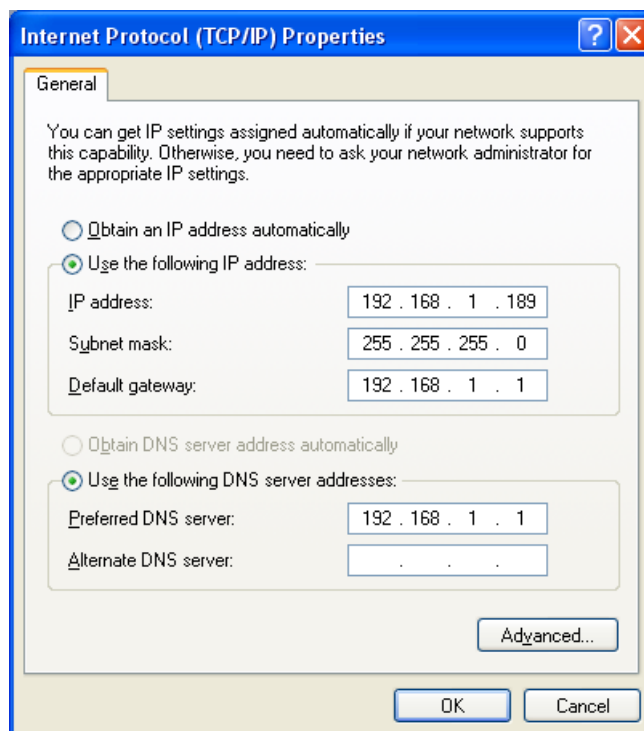 Internet Protocol (TCP/IP) Properties
General
You can get IP settings assigned automatically if your network supports
this capability. Otherwise, you need to ask your network administrator for
the appropriate IP settings.
Obtain an IP address automatically
Use the following IP address:
IP address: 192 . 168 . 1 . 189
Subnet mask: 255 . 255 . 255 . 0
Default gateway: 192 . 168 . 1 . 1
Obtain DNS server address automatically
Use the following DNS server addresses:
Preferred DNS server: 192 . 168 . 1 . 1
Alternate DNS server: . . .
Advanced...
OK Cancel